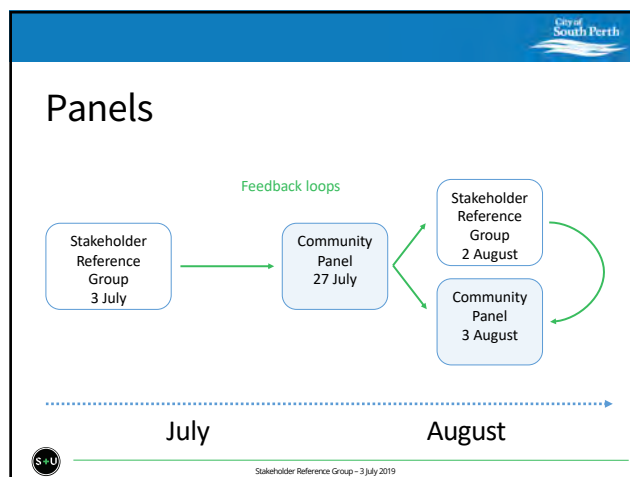 City of
South Perth
Panels
Feedback loops
Stakeholder
Reference
Group
3 July
Community
Panel
27 July
Stakeholder
Reference
Group
2 August
Community
Panel
3 August
July
August
S+U
Stakeholder Reference Group – 3 July 2019